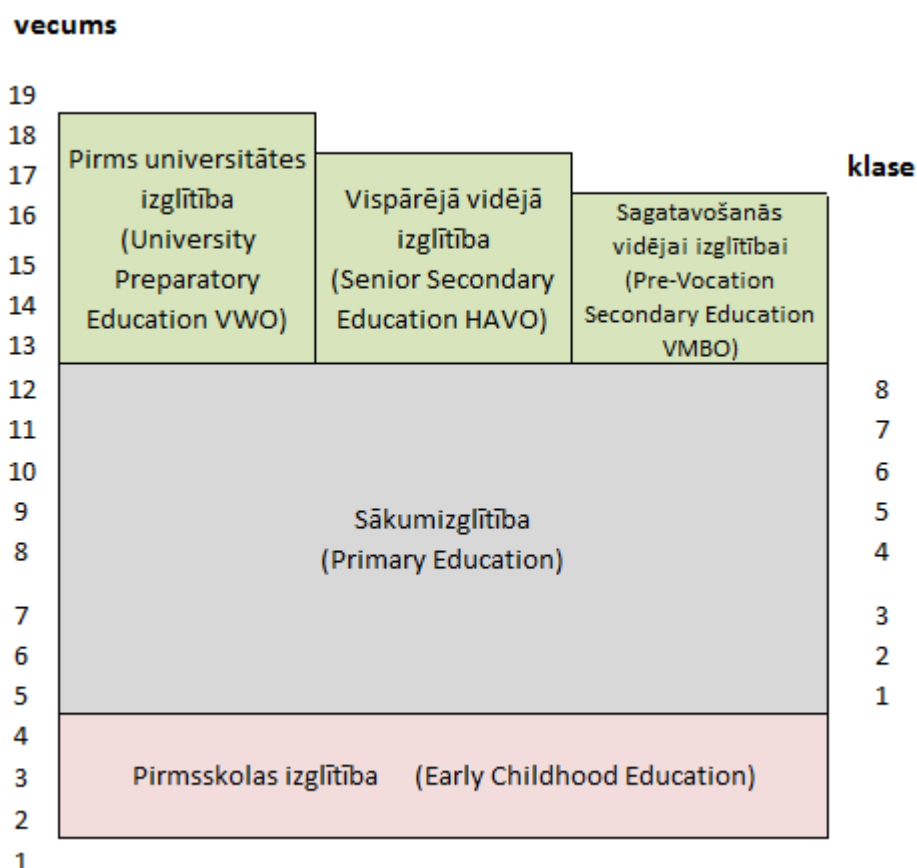 vecums
19
18
17
16
15
14
13
12
11
10
9
8
7
6
5
4
3
2
1
Pirms universitātes
izglītība
(University
Preparatory
Education VWO)
Vispārējā vidējā
izglītība
(Senior Secondary
Education HAVO)
Sagatavošanās
vidējai izglītībai
(Pre-Vocation
Secondary Education
VMBO)
Sākumizglītība
(Primary Education)
Pirmsskolas izglītība (Early Childhood Education)
klase
8
7
6
5
4
3
2
1